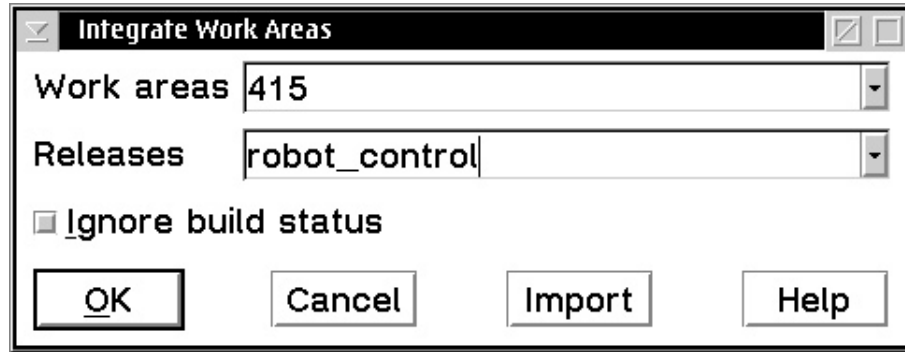 Integrate Work Areas
Work areas 415
Releases robot_control
Ignore build status
OK Cancel Import Help